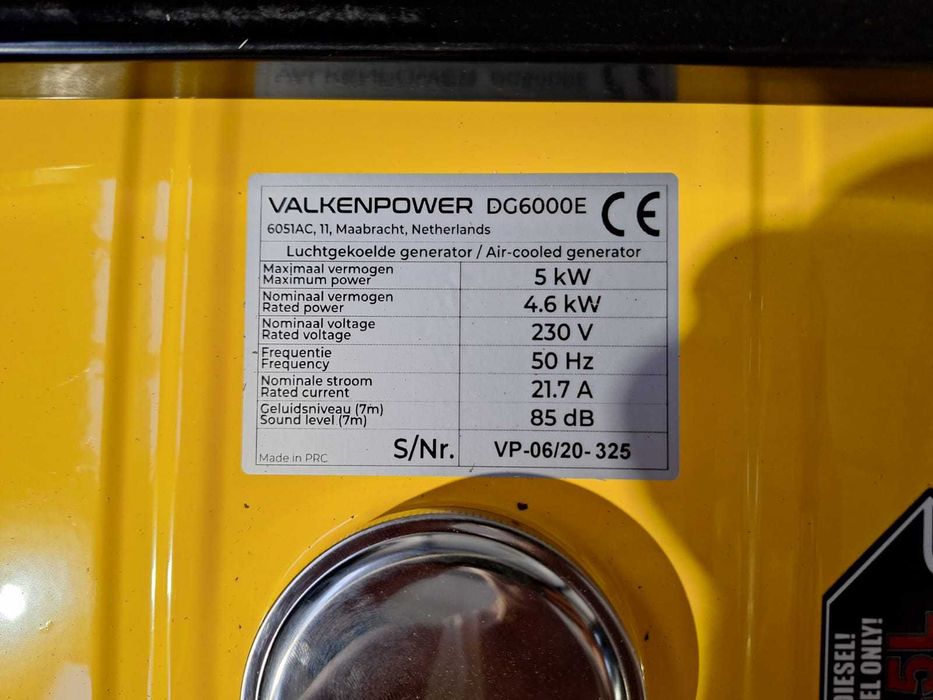 VALKENPOWER DG6000E CE
6051AC, 11, Maabracht, Netherlands
Luchtgekoelde generator / Air-cooled generator
Maximaal vermogen
Maximum power
5 kW
Nominaal vermogen
Rated power
4.6 kW
Nominaal voltage
Rated voltage
230 V
Frequentie
Frequency
50 Hz
Nominale stroom
Rated current
21.7 A
Geluidsniveau (7m)
Sound level (7m)
85 dB
Made in PRC
S/Nr.
VP-06/20-325
DIESEL!
ONLY!
5L